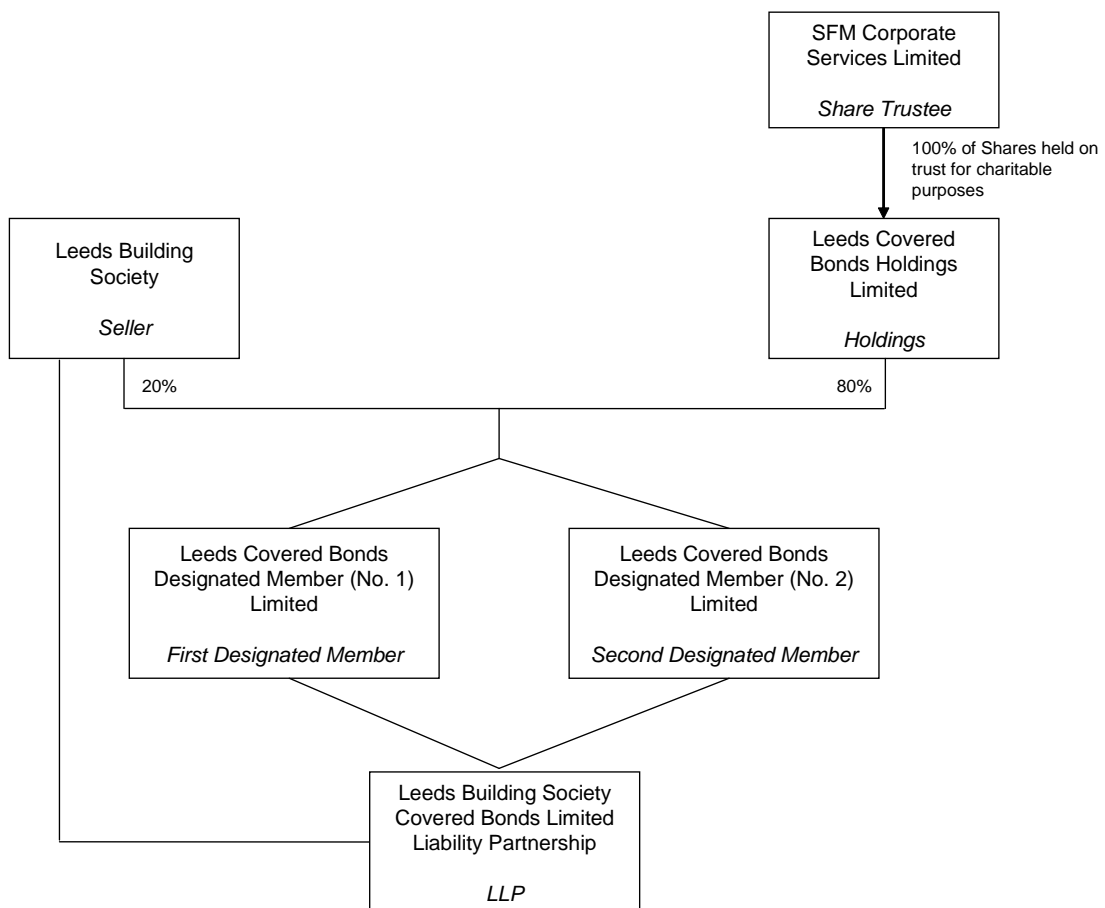 SFM Corporate
Services Limited
Share Trustee
100% of Shares held on
trust for charitable
purposes
Leeds Building
Society
Seller
Leeds Covered
Bonds Holdings
Limited
Holdings
20%
80%
Leeds Covered Bonds
Designated Member (No. 1)
Limited
First Designated Member
Leeds Covered Bonds
Designated Member (No. 2)
Limited
Second Designated Member
Leeds Building Society
Covered Bonds Limited
Liability Partnership
LLP